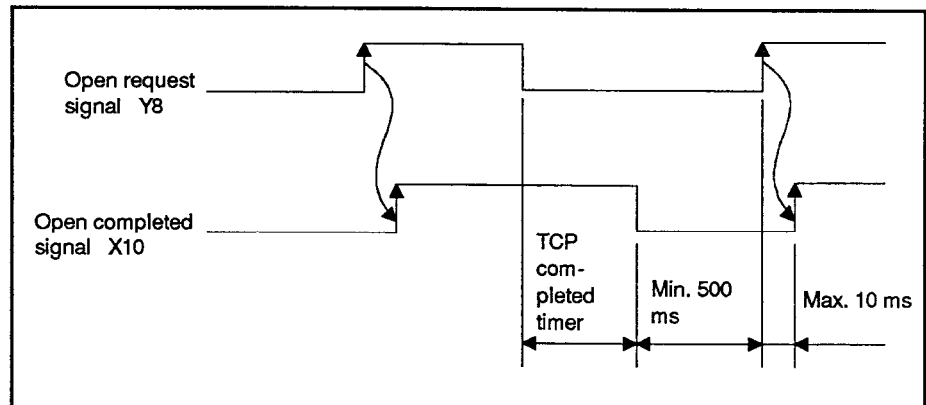 Open request
signal Y8
Open completed
signal X10
TCP
com-
pleted
timer
Min. 500
ms
Max. 10 ms